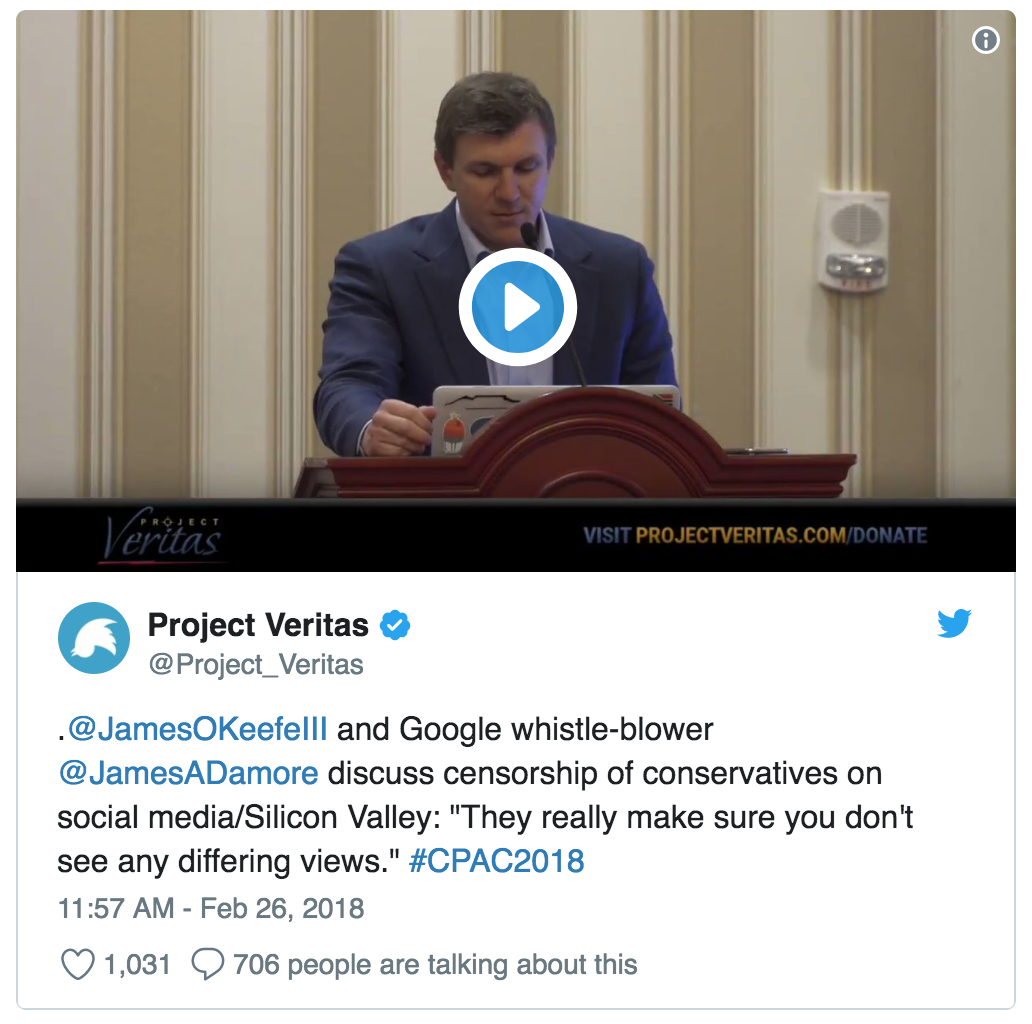 FIRE
PROJECT
Veritas
VISIT PROJECTVERITAS.COM/DONATE
Project Veritas
@Project_Veritas
.@JamesOKeefeIII and Google whistle-blower
@JamesADamore discuss censorship of conservatives on
social media/Silicon Valley: "They really make sure you don't
see any differing views." #CPAC2018
11:57 AM - Feb 26, 2018
1,031 706 people are talking about this